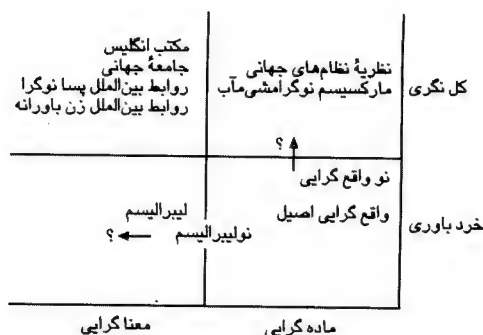 مکتب انگلیس
جامعهٔ جهانی
روابط بین‌الملل پسا نوگرا
روابط بین‌الملل زن باورانه
نظریهٔ نظام‌های جهانی
مارکسیسم نوگرامشی‌مآب
کل نگری
؟
نو واقع گرایی
واقع گرایی اصیل
لیبرالیسم
نولیبرالیسم
؟
خرد باوری
ماده گرایی
معنا گرایی